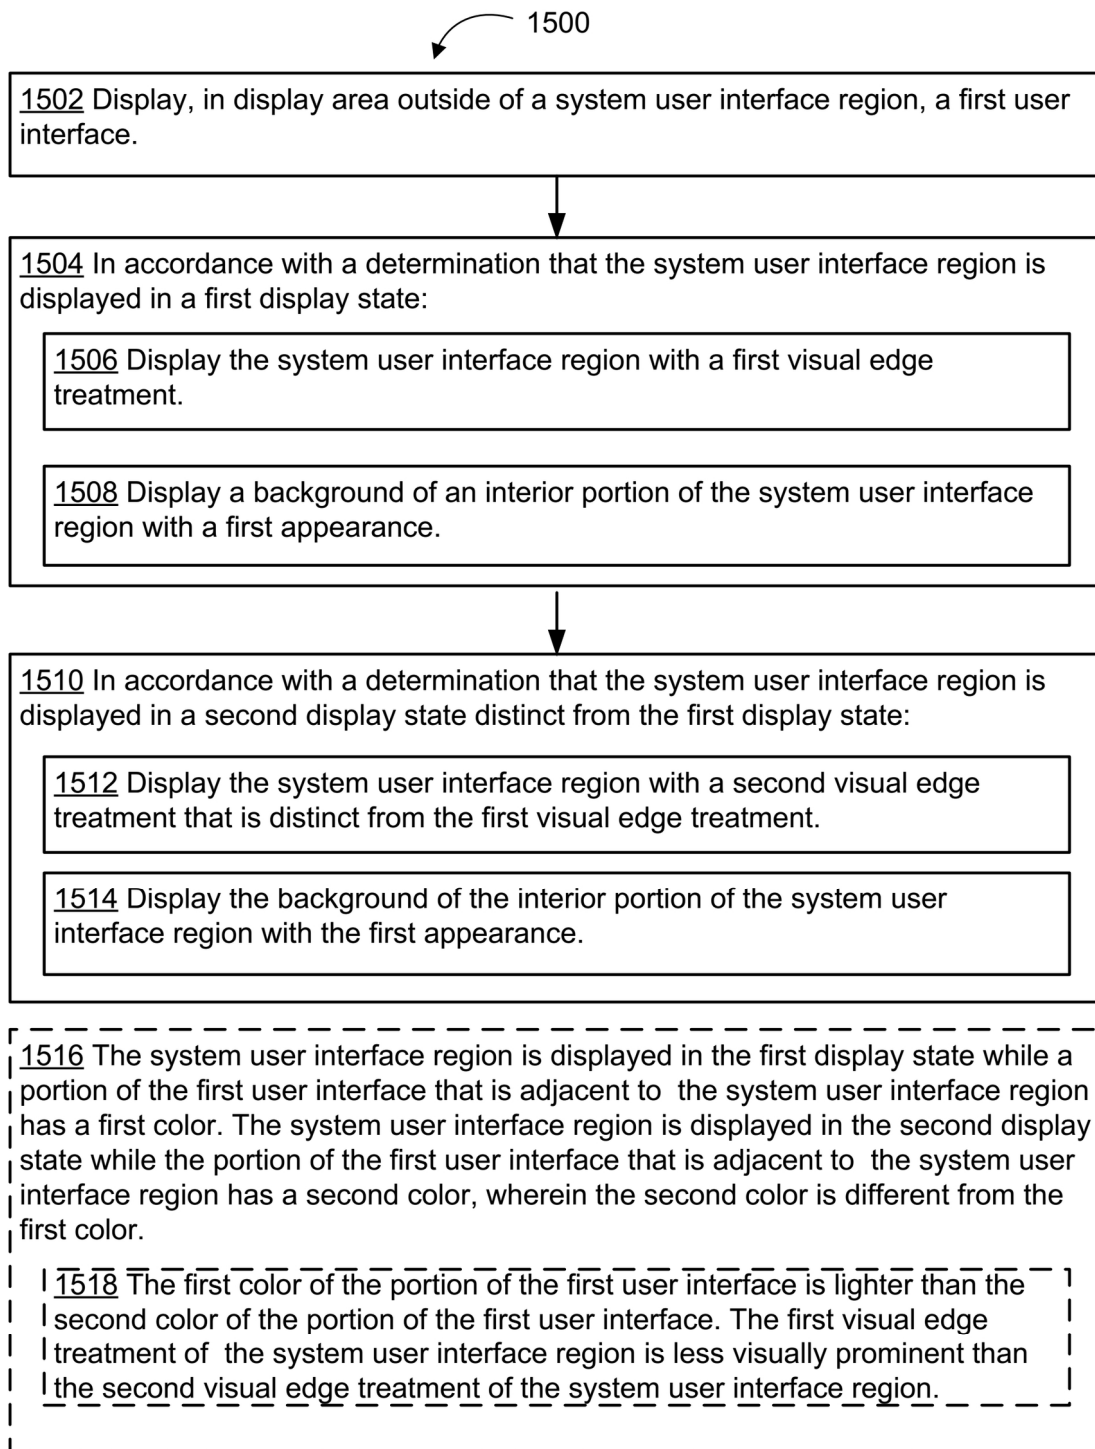 1500
1502 Display, in display area outside of a system user interface region, a first user
interface.
1504 In accordance with a determination that the system user interface region is
displayed in a first display state:
1506 Display the system user interface region with a first visual edge
treatment.
1508 Display a background of an interior portion of the system user interface
region with a first appearance.
1510 In accordance with a determination that the system user interface region is
displayed in a second display state distinct from the first display state:
1512 Display the system user interface region with a second visual edge
treatment that is distinct from the first visual edge treatment.
1514 Display the background of the interior portion of the system user
interface region with the first appearance.
1516 The system user interface region is displayed in the first display state while a
portion of the first user interface that is adjacent to  the system user interface region
has a first color. The system user interface region is displayed in the second display
state while the portion of the first user interface that is adjacent to  the system user
interface region has a second color, wherein the second color is different from the
first color.
1518 The first color of the portion of the first user interface is lighter than the
second color of the portion of the first user interface. The first visual edge
treatment of  the system user interface region is less visually prominent than
the second visual edge treatment of the system user interface region.